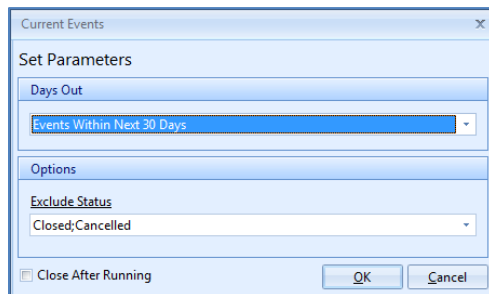 Current Events
x
Set Parameters
Days Out
Events Within Next 30 Days
Options
Exclude Status
Closed;Cancelled
Close After Running
OK
Cancel